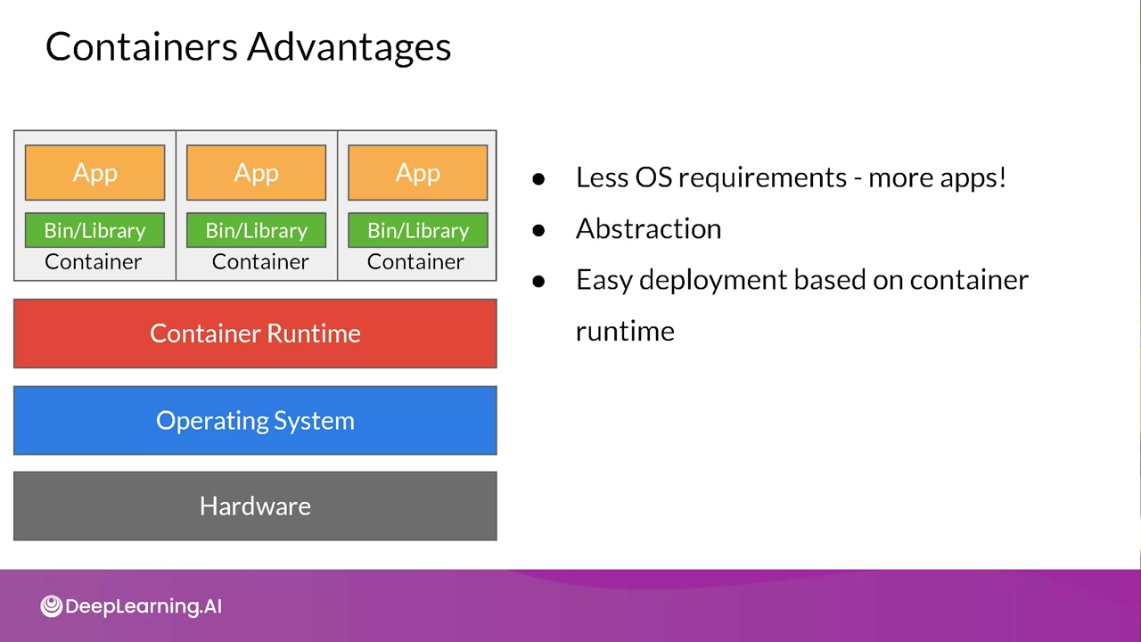 Containers Advantages
App App App
Bin/Library Bin/Library Bin/Library
Container Container Container
Container Runtime
Operating System
Hardware
● Less OS requirements - more apps!
● Abstraction
● Easy deployment based on container
runtime
DeepLearning.AI